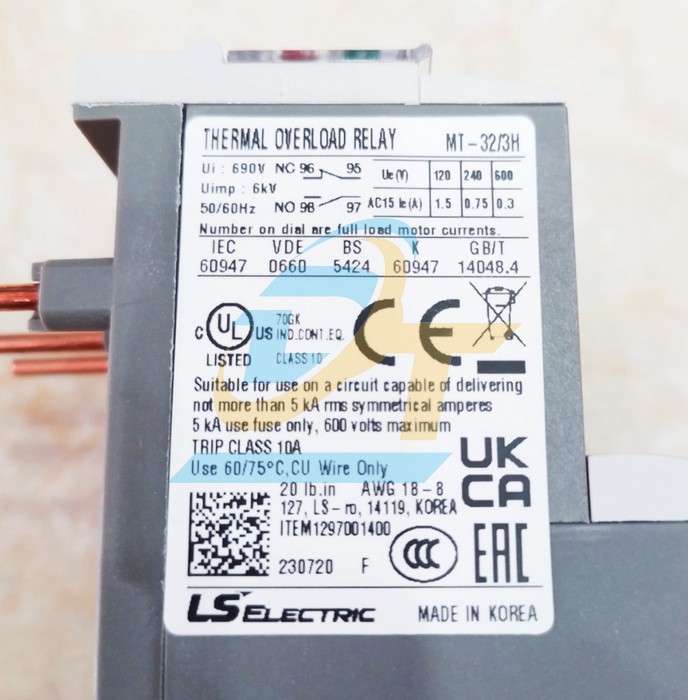 THERMAL OVERLOAD RELAY MT-32/3H
Ui : 690V NC 96 95 Ue(V) 120 240 600
Uimp : 6kV
50/60Hz NO 98 97 AC15 Ie(A) 1.5 0.75 0.3
Number on dial are full load motor currents.
IEC VDE BS K GB/T
60947 0660 5424 60947 14048.4
C UL US LISTED
70GK
IND.CONT.EQ.
CLASS 10
CE
Suitable for use on a circuit capable of delivering
not more than 5 kA rms symmetrical amperes
5 kA use fuse only, 600 volts maximum
TRIP CLASS 10A
Use 60/75°C,CU Wire Only
20 lb.in AWG 18-8
127, LS-ro, 14119, KOREA
ITEM1297001400
230720 F
UK
CA
CCC
EAC
LS ELECTRIC MADE IN KOREA